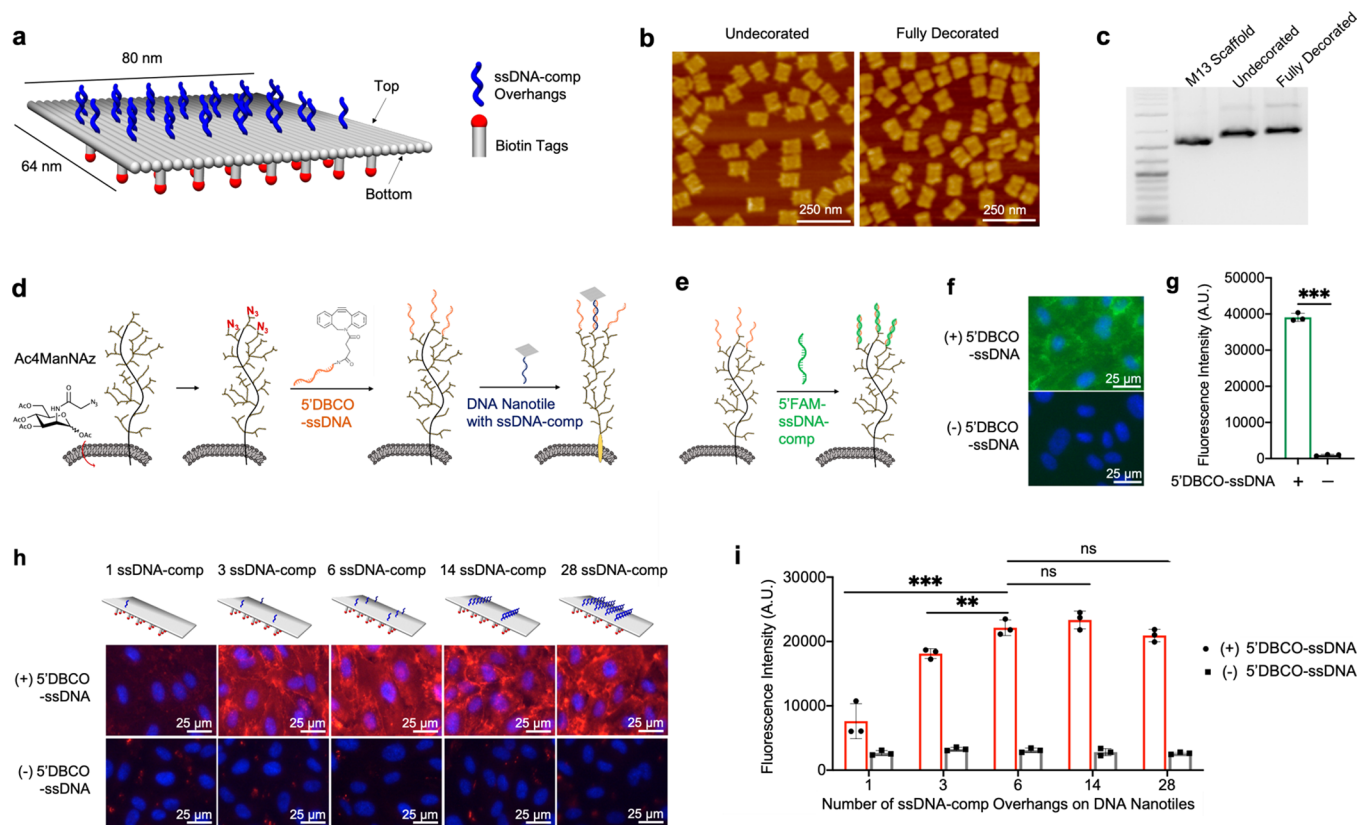 a
80 nm
64 nm
Top
Bottom
ssDNA-comp
Overhangs
Biotin Tags
b
Undecorated
Fully Decorated
250 nm
250 nm
c
M13 Scaffold
Undecorated
Fully Decorated
d
Ac4ManNAz
AcO
AcO
AcO
OAc
HN
O
N₃
N₃
N₃
N₃
5'DBCO
-ssDNA
DNA Nanotile
with ssDNA-comp
e
5'FAM-
ssDNA-
comp
f
(+) 5'DBCO
-ssDNA
(-) 5'DBCO
-ssDNA
25 µm
25 µm
g
Fluorescence Intensity (A.U.)
50000
40000
30000
20000
10000
0
***
5'DBCO-ssDNA + −
h
1 ssDNA-comp 3 ssDNA-comp 6 ssDNA-comp 14 ssDNA-comp 28 ssDNA-comp
(+) 5'DBCO
-ssDNA
25 µm 25 µm 25 µm 25 µm 25 µm
(-) 5'DBCO
-ssDNA
25 µm 25 µm 25 µm 25 µm 25 µm
i
Fluorescence Intensity (A.U.)
30000
20000
10000
0
***
**
ns
ns
1 3 6 14 28
Number of ssDNA-comp Overhangs on DNA Nanotiles
(+) 5'DBCO-ssDNA
(-) 5'DBCO-ssDNA